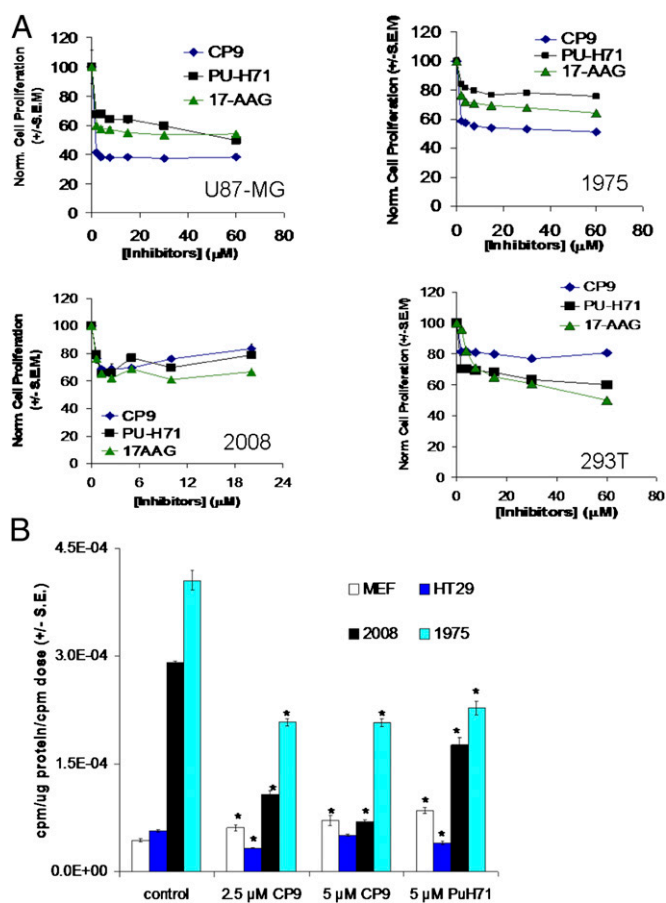 A
Norm. Cell Proliferation
(+/-S.E.M)
120
100
80
60
40
20
0
CP9
PU-H71
17-AAG
U87-MG
0 20 40 60 80
[Inhibitors] (µM)
Norm. Cell Proliferation (+/-S.E.M)
120
100
80
60
40
20
0
CP9
PU-H71
17-AAG
1975
0 20 40 60 80
[Inhibitors] (µM)
Norm. Cell Proliferation
(+/- S.E.M.)
120
100
80
60
40
20
0
CP9
PU-H71
17AAG
2008
0 6 12 18 24
[Inhibitors] (µM)
Norm. Cell Proliferation (+/-S.E.M)
120
100
80
60
40
20
0
CP9
PU-H71
17-AAG
293T
0 20 40 60 80
[Inhibitors] (µM)
B
cpm/ug protein/cpm dose (+/- S.E.)
4.5E-04
3.0E-04
1.5E-04
0.0E+00
MEF HT29
2008 1975
* * * * * * * * * *
control 2.5 µM CP9 5 µM CP9 5 µM PuH71